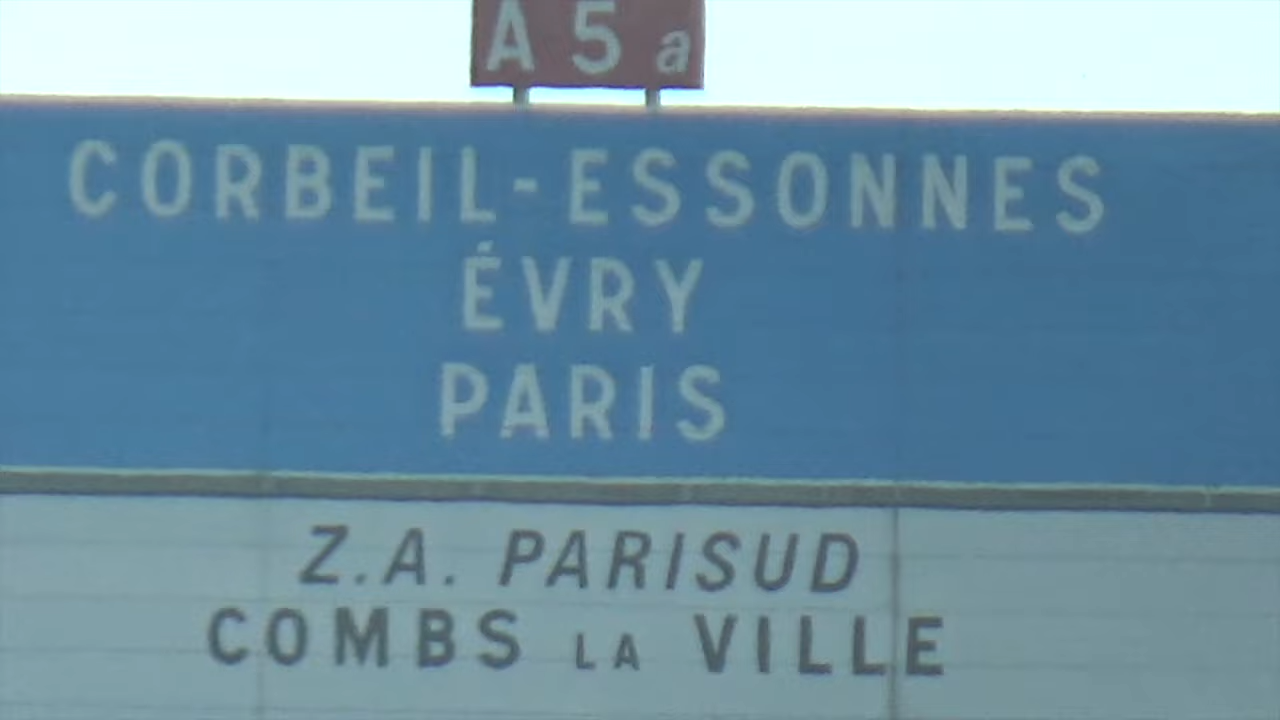 A 5 a
CORBEIL-ESSONNES
ÉVRY
PARIS
Z.A. PARISUD
COMBS LA VILLE